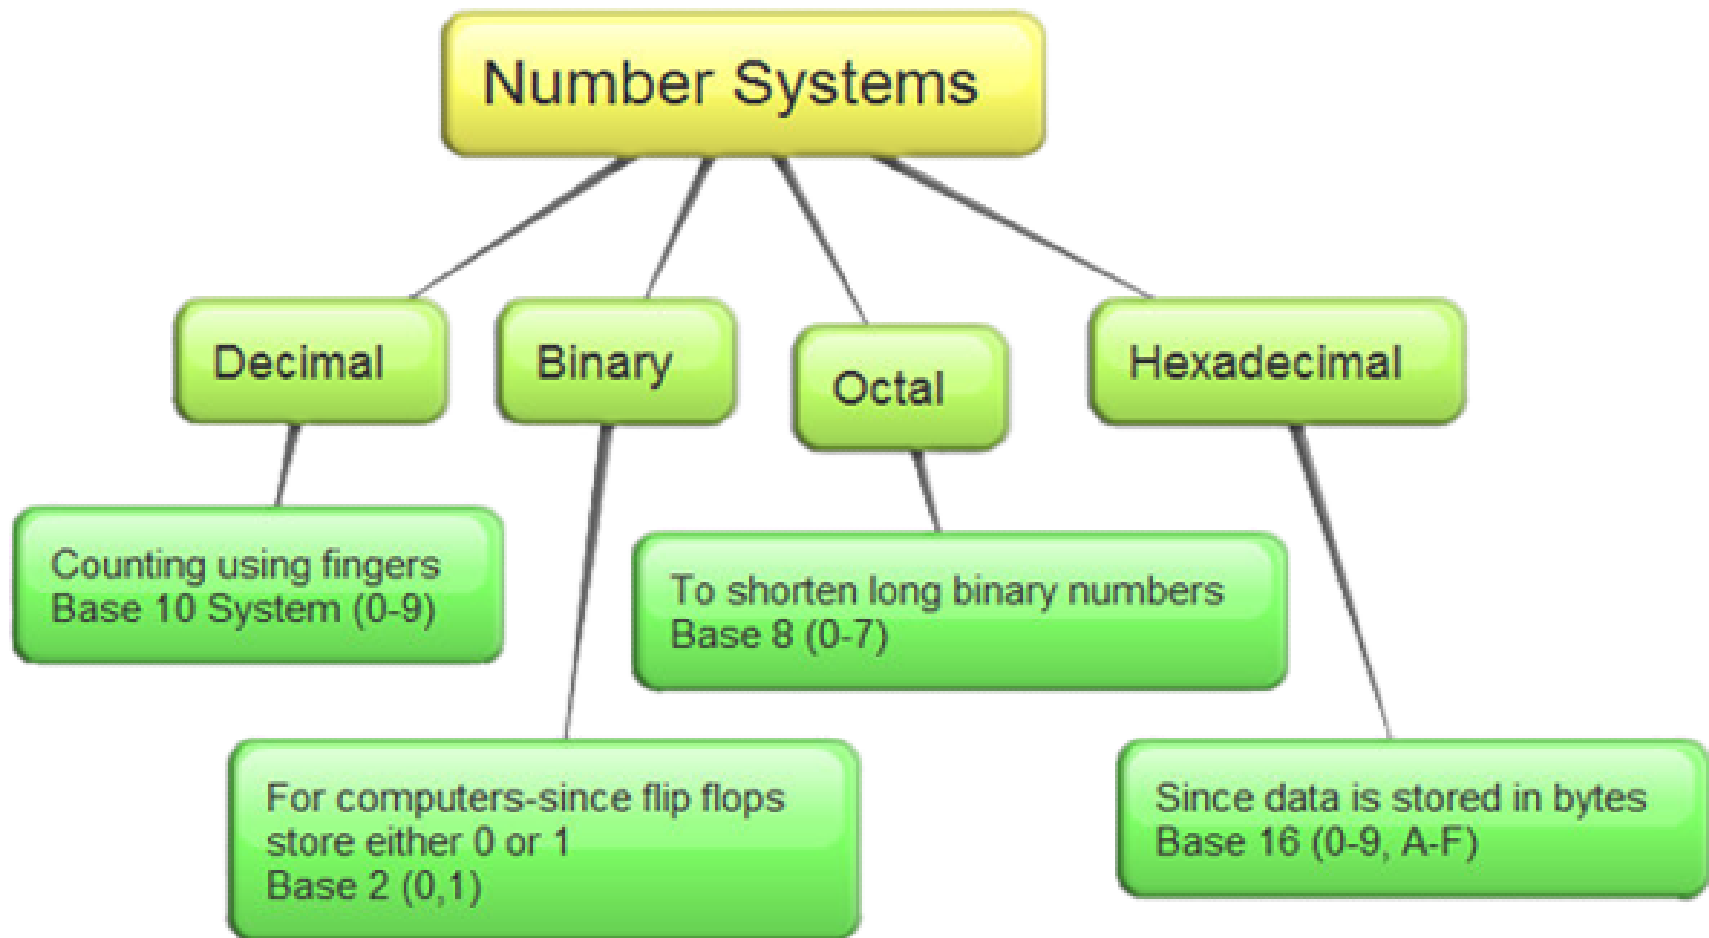 Number Systems
Decimal
Binary
Octal
Hexadecimal
Counting using fingers
Base 10 System (0-9)
To shorten long binary numbers
Base 8 (0-7)
For computers-since flip flops
store either 0 or 1
Base 2 (0,1)
Since data is stored in bytes
Base 16 (0-9, A-F)